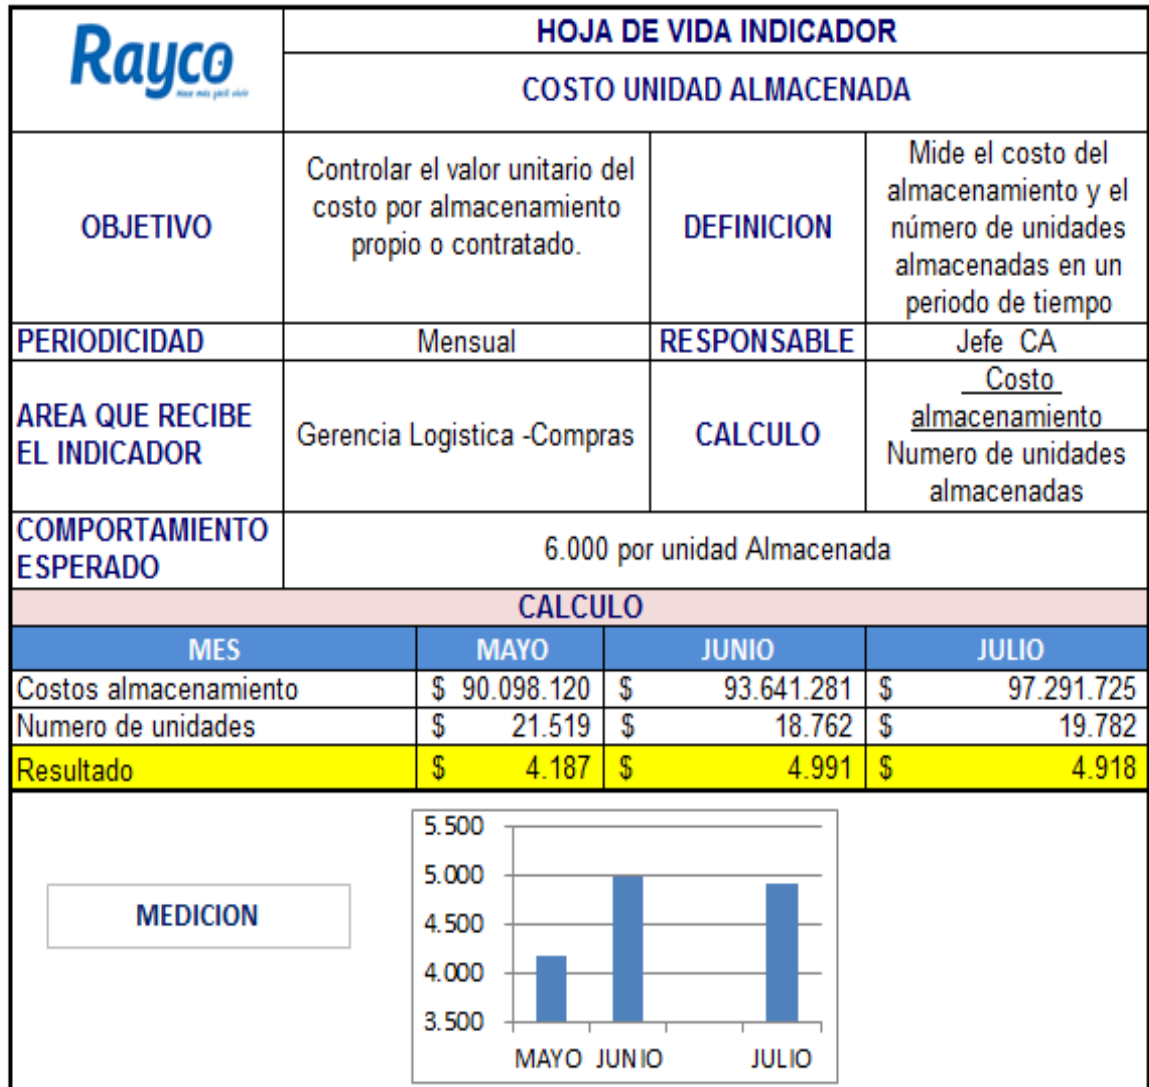 Rayco
Hace más fácil vivir
HOJA DE VIDA INDICADOR
COSTO UNIDAD ALMACENADA
OBJETIVO
Controlar el valor unitario del
costo por almacenamiento
propio o contratado.
DEFINICION
Mide el costo del
almacenamiento y el
número de unidades
almacenadas en un
periodo de tiempo
PERIODICIDAD
Mensual
RESPONSABLE
Jefe CA
AREA QUE RECIBE
EL INDICADOR
Gerencia Logistica -Compras
CALCULO
Costo
almacenamiento
Numero de unidades
almacenadas
COMPORTAMIENTO
ESPERADO
6.000 por unidad Almacenada
CALCULO
MES MAYO JUNIO JULIO
Costos almacenamiento $ 90.098.120 $ 93.641.281 $ 97.291.725
Numero de unidades $ 21.519 $ 18.762 $ 19.782
Resultado $ 4.187 $ 4.991 $ 4.918
MEDICION
5.500
5.000
4.500
4.000
3.500
MAYO JUNIO JULIO